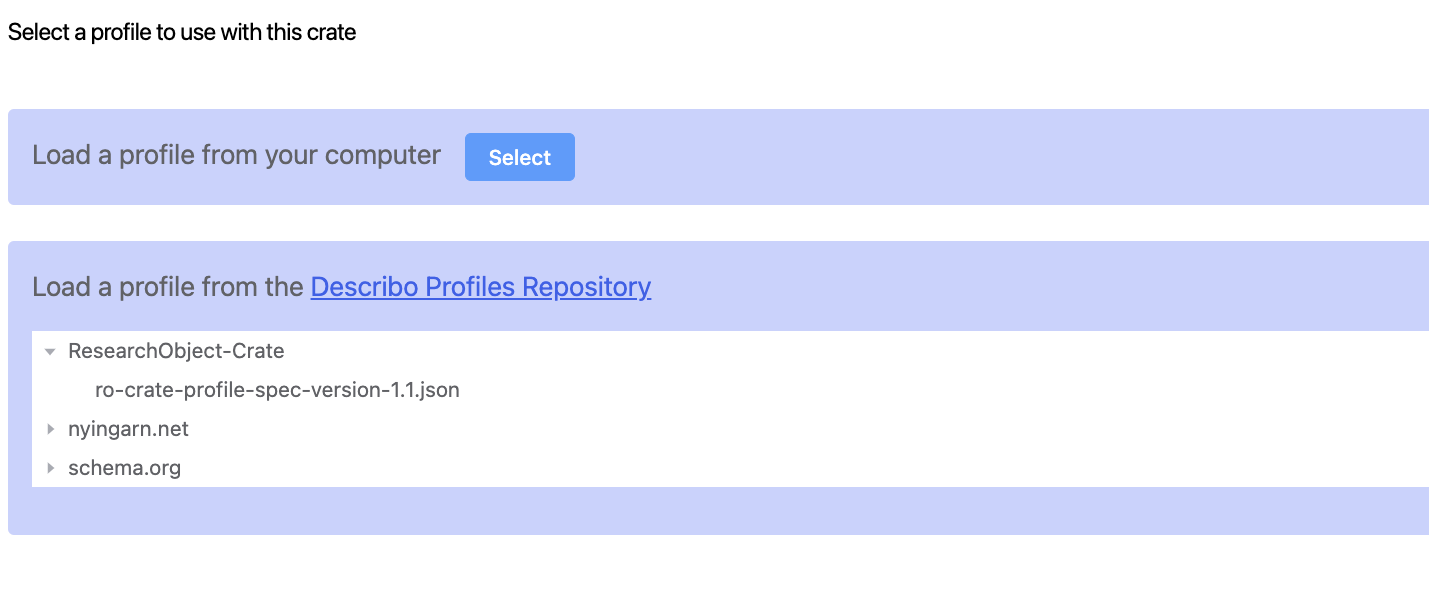 Select a profile to use with this crate
Load a profile from your computer Select
Load a profile from the Describo Profiles Repository
ResearchObject-Crate
ro-crate-profile-spec-version-1.1.json
nyingarn.net
schema.org